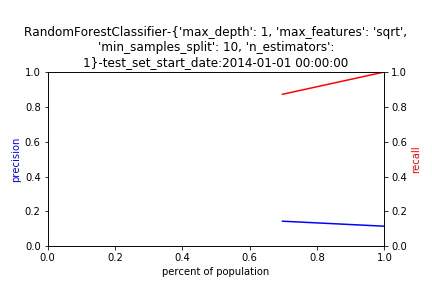 RandomForestClassifier-{'max_depth': 1, 'max_features': 'sqrt',
'min_samples_split': 10, 'n_estimators':
1}-test_set_start_date:2014-01-01 00:00:00
1.0
0.8
0.6
0.4
0.2
0.0
precision
1.0
0.8
0.6
0.4
0.2
0.0
recall
0.0 0.2 0.4 0.6 0.8 1.0
percent of population